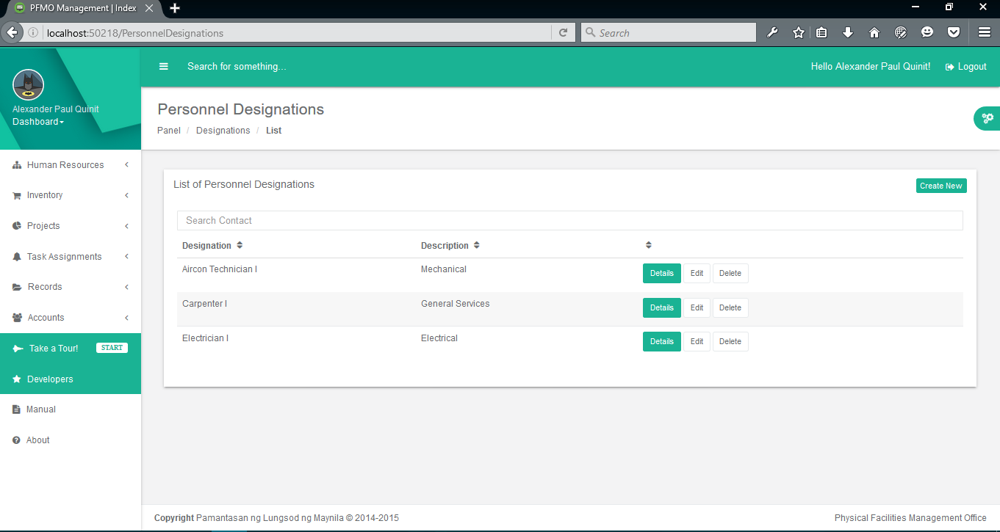 PFMO Management | Index
localhost:50218/PersonnelDesignations
Search
Search for something...
Hello Alexander Paul Quinit!
Logout
Alexander Paul Quinit
Dashboard
Human Resources
Inventory
Projects
Task Assignments
Records
Accounts
Take a Tour! START
Developers
Manual
About
Personnel Designations
Panel / Designations / List
List of Personnel Designations
Create New
Search Contact
Designation Description
Aircon Technician I Mechanical Details Edit Delete
Carpenter I General Services Details Edit Delete
Electrician I Electrical Details Edit Delete
Copyright Pamantasan ng Lungsod ng Maynila © 2014-2015
Physical Facilities Management Office